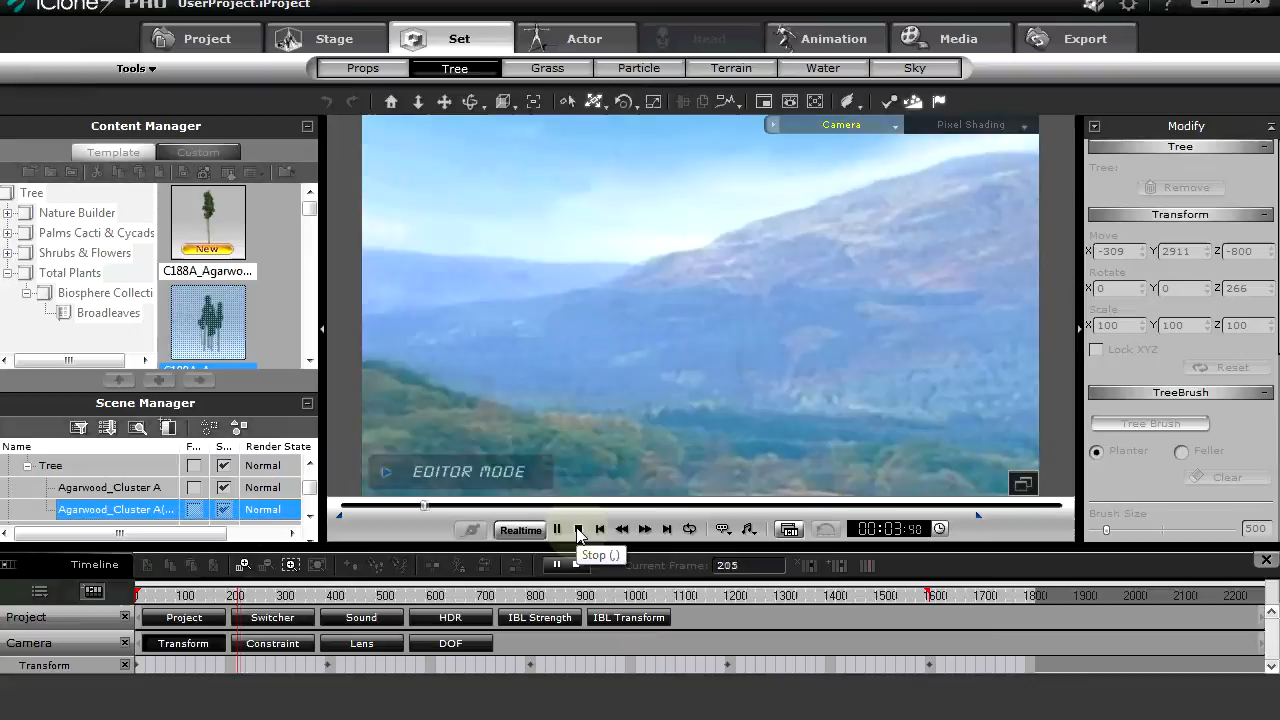 iClone7 PRO UserProject.iProject
Project Stage Set Actor Head Animation Media Export
Tools Props Tree Grass Particle Terrain Water Sky
Content Manager
Template Custom
Tree
Nature Builder
Palms Cacti & Cycads
Shrubs & Flowers
Total Plants
Biosphere Collecti
Broadleaves
New
C188A_Agarwo...
Camera Pixel Shading
EDITOR MODE
Modify
Tree
Tree:
Remove
Transform
Move
X -309 Y 2911 Z -800
Rotate
X 0 Y 0 Z 266
Scale
X 100 Y 100 Z 100
Lock XYZ
Reset
TreeBrush
Tree Brush
Planter Feller
Clear
Brush Size
500
Scene Manager
Name F... S... Render State
Tree Normal
Agarwood_Cluster A Normal
Agarwood_Cluster A(... Normal
Realtime 00:03:40
Stop (,)
Timeline Current Frame: 205
100 200 300 400 500 600 700 800 900 1000 1100 1200 1300 1400 1500 1600 1700 1800 1900 2000 2100 2200
Project Project Switcher Sound HDR IBL Strength IBL Transform
Camera Transform Constraint Lens DOF
Transform